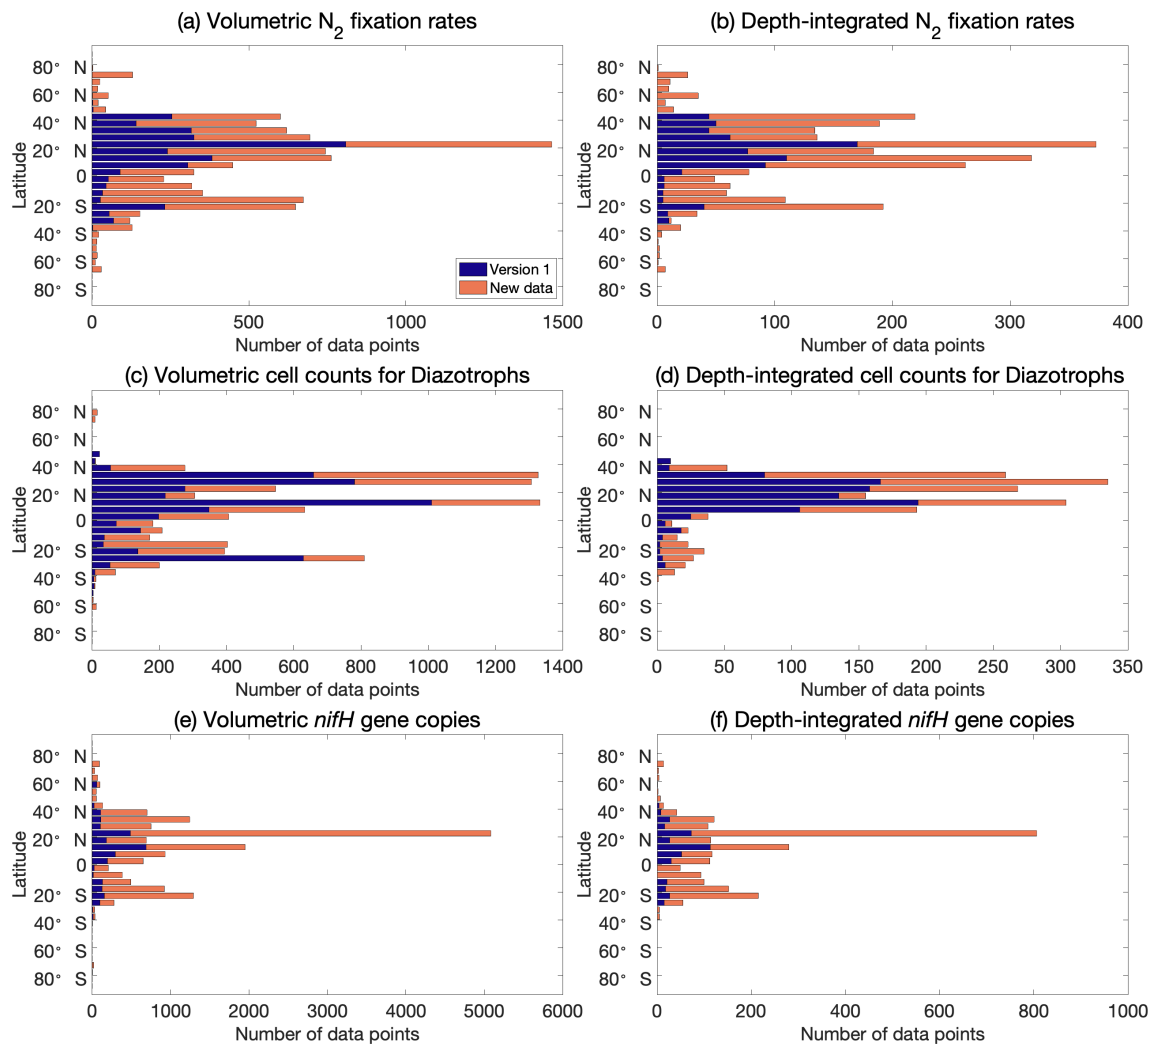 (a) Volumetric N2 fixation rates
80° N
60° N
40° N
20° N
0
20° S
40° S
60° S
80° S
Latitude
Version 1
New data
0 500 1000 1500
Number of data points
(b) Depth-integrated N2 fixation rates
80° N
60° N
40° N
20° N
0
20° S
40° S
60° S
80° S
Latitude
0 100 200 300 400
Number of data points
(c) Volumetric cell counts for Diazotrophs
80° N
60° N
40° N
20° N
0
20° S
40° S
60° S
80° S
Latitude
0 200 400 600 800 1000 1200 1400
Number of data points
(d) Depth-integrated cell counts for Diazotrophs
80° N
60° N
40° N
20° N
0
20° S
40° S
60° S
80° S
Latitude
0 50 100 150 200 250 300 350
Number of data points
(e) Volumetric nifH gene copies
80° N
60° N
40° N
20° N
0
20° S
40° S
60° S
80° S
Latitude
0 1000 2000 3000 4000 5000 6000
Number of data points
(f) Depth-integrated nifH gene copies
80° N
60° N
40° N
20° N
0
20° S
40° S
60° S
80° S
Latitude
0 200 400 600 800 1000
Number of data points